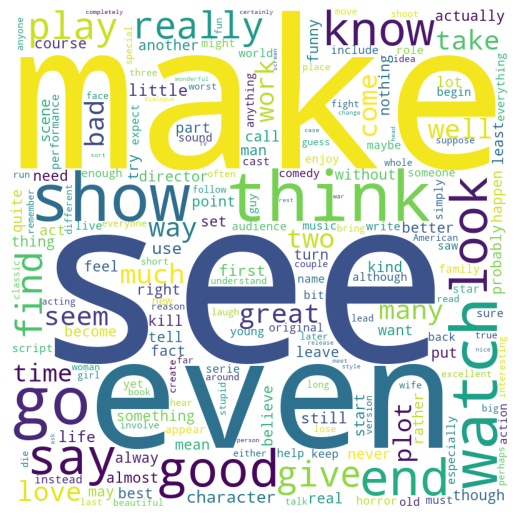 completely
certainly
anyone
play
really
fun
move
shoot
know
actually
special
course
another
might
world
funny
include
role
take
make
three
idea
wonderful
screen
place
nothing
worst
little
work
come
lot
begin
everything
dialogue
face
bad
anything
fight
change
well
least
scene
performance
try
expect
part
call
case
guess
maybe
head
suppose
sort
TV
sound
man
cast
enjoy
whole
run
need
enough
director
often
comedy
without
someone
look
remember
show
follow
point
guy
think
rest
war
simply
quite
different
everyone
way
set
audience
music
write
better
probably
happen
thing
act
live
use
two
bring
American
saw
find
classic
feel
short
much
right
see
first
understand
turn
couple
kind
although
many
family
star
read
acting
seem
new
reason
laugh
great
name
bit
want
sure
watch
script
become
kill
tell
young
original
lead
later
release
leave
back
put
true
nice
excellent
interesting
time
woman
girl
fact
create
far
serie
around
meet
style
plot
go
yet
book
hear
stupid
even
long
wife
rather
big
action
something
involve
appear
believe
still
start
version
say
die
ask
life
alway
mean
person
lose
either
help
keep
never
end
especially
perhaps
love
instead
almost
good
give
may
best
character
real
talk
horror
old
must
though
last
beautiful